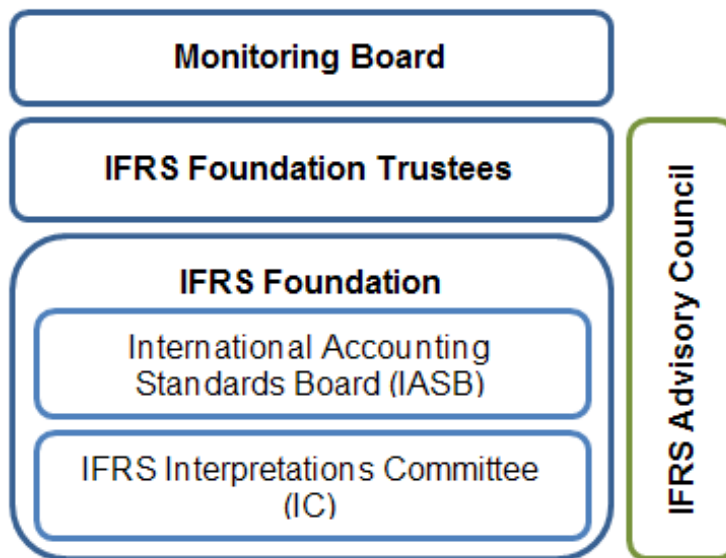 Monitoring Board
IFRS Foundation Trustees
IFRS Foundation
International Accounting
Standards Board (IASB)
IFRS Interpretations Committee
(IC)
IFRS Advisory Council